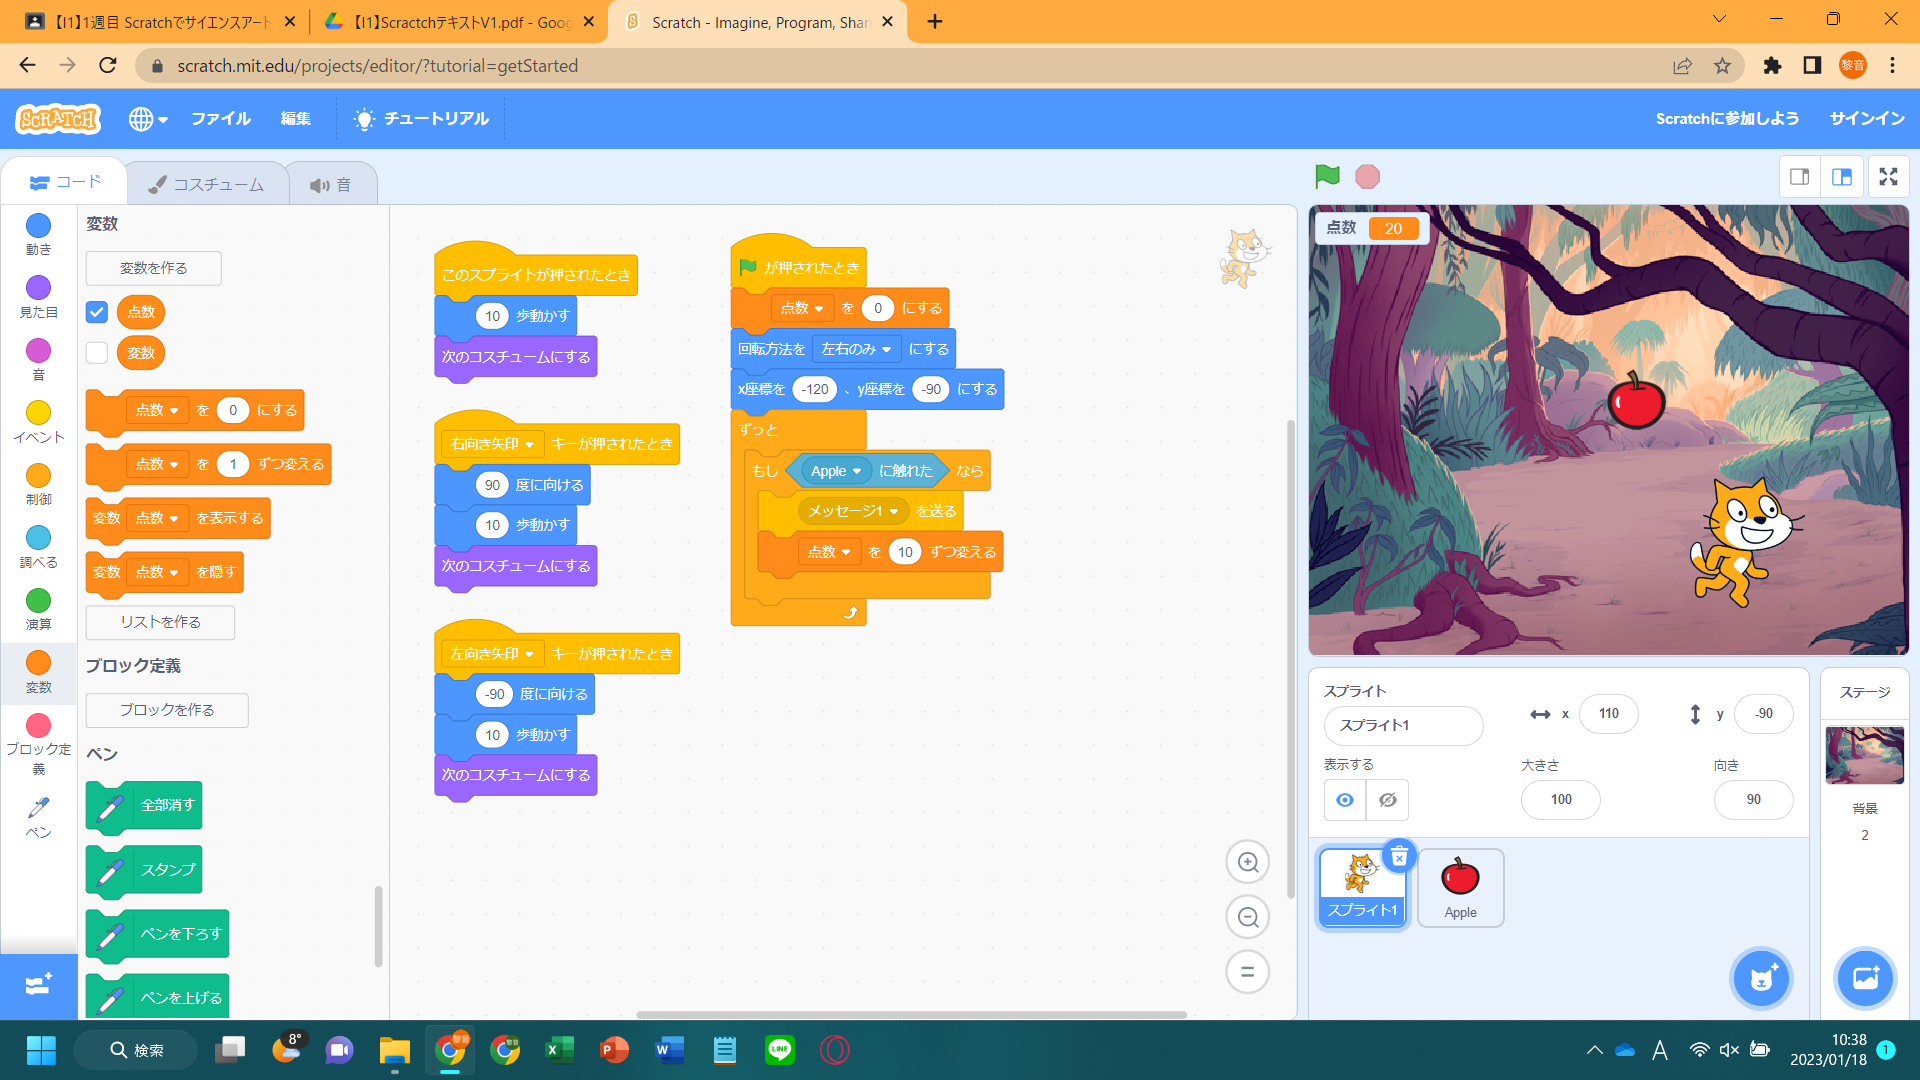 【I1】1週目 Scratchでサイエンスアート
【I1】ScractchテキストV1.pdf - Goog
Scratch - Imagine, Program, Shar
scratch.mit.edu/projects/editor/?tutorial=getStarted
黎音
SCRATCH
ファイル
編集
チュートリアル
Scratchに参加しよう
サインイン
コード
コスチューム
音
動き
見た目
音
イベント
制御
調べる
演算
変数
ブロック定
義
ペン
変数
変数を作る
点数
変数
点数 を 0 にする
点数 を 1 ずつ変える
変数 点数 を表示する
変数 点数 を隠す
リストを作る
ブロック定義
ブロックを作る
ペン
全部消す
スタンプ
ペンを下ろす
ペンを上げる
このスプライトが押されたとき
10 歩動かす
次のコスチュームにする
右向き矢印 キーが押されたとき
90 度に向ける
10 歩動かす
次のコスチュームにする
左向き矢印 キーが押されたとき
-90 度に向ける
10 歩動かす
次のコスチュームにする
が押されたとき
点数 を 0 にする
回転方法を 左右のみ にする
x座標を -120 、y座標を -90 にする
ずっと
もし Apple に触れた なら
メッセージ1 を送る
点数 を 10 ずつ変える
点数 20
スプライト
スプライト1
x 110
y -90
表示する
大きさ
100
向き
90
スプライト1
Apple
ステージ
背景
2
8°
検索
LINE
A
10:38
2023/01/18
1